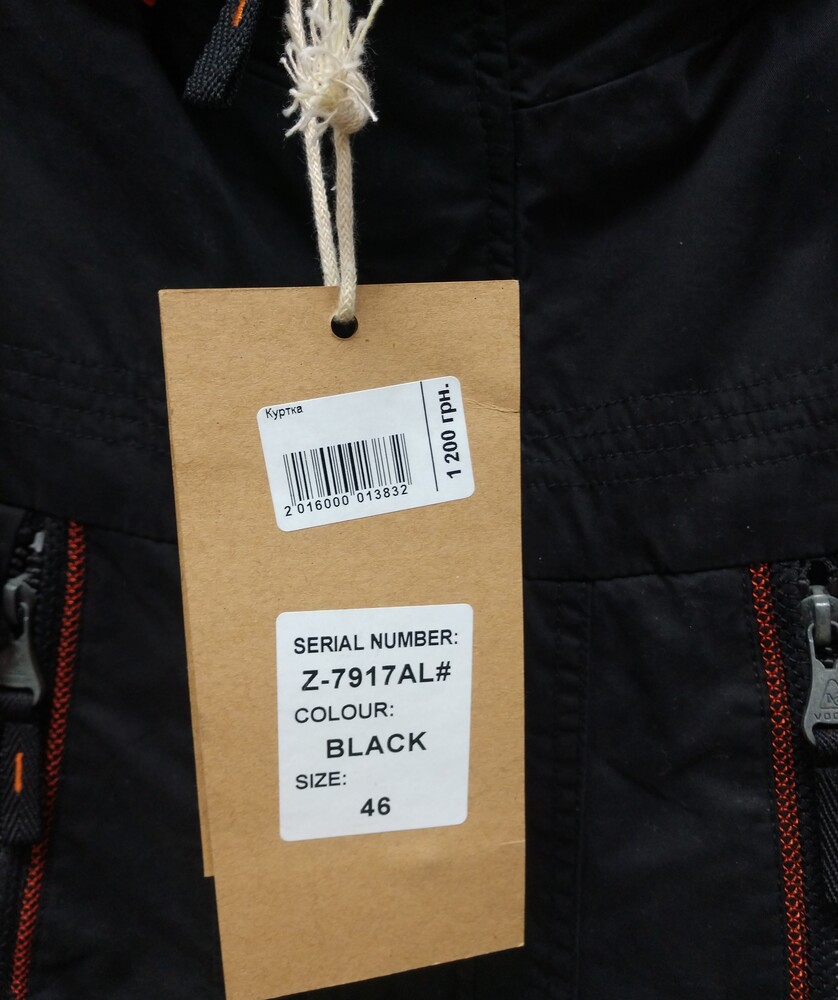 Куртка
1 200 грн.
2 016000 013832
SERIAL NUMBER:
Z-7917AL#
COLOUR:
BLACK
SIZE:
46